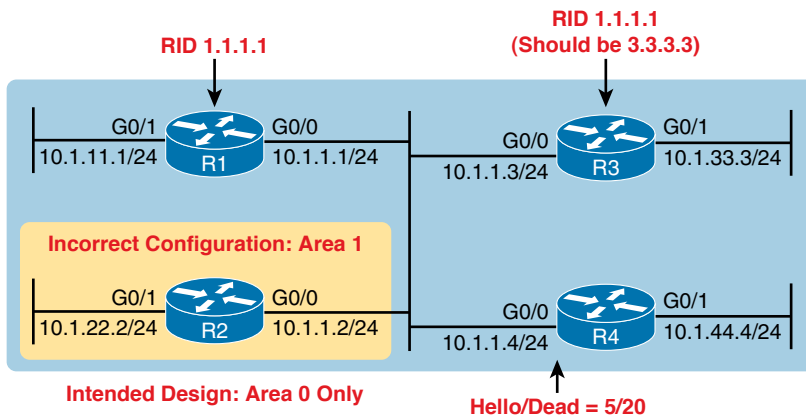 RID 1.1.1.1
RID 1.1.1.1
(Should be 3.3.3.3)
G0/1
G0/0
10.1.11.1/24
R1
10.1.1.1/24
G0/0
G0/1
10.1.1.3/24
R3
10.1.33.3/24
Incorrect Configuration: Area 1
G0/1
G0/0
10.1.22.2/24
R2
10.1.1.2/24
G0/0
G0/1
10.1.1.4/24
R4
10.1.44.4/24
Intended Design: Area 0 Only
Hello/Dead = 5/20